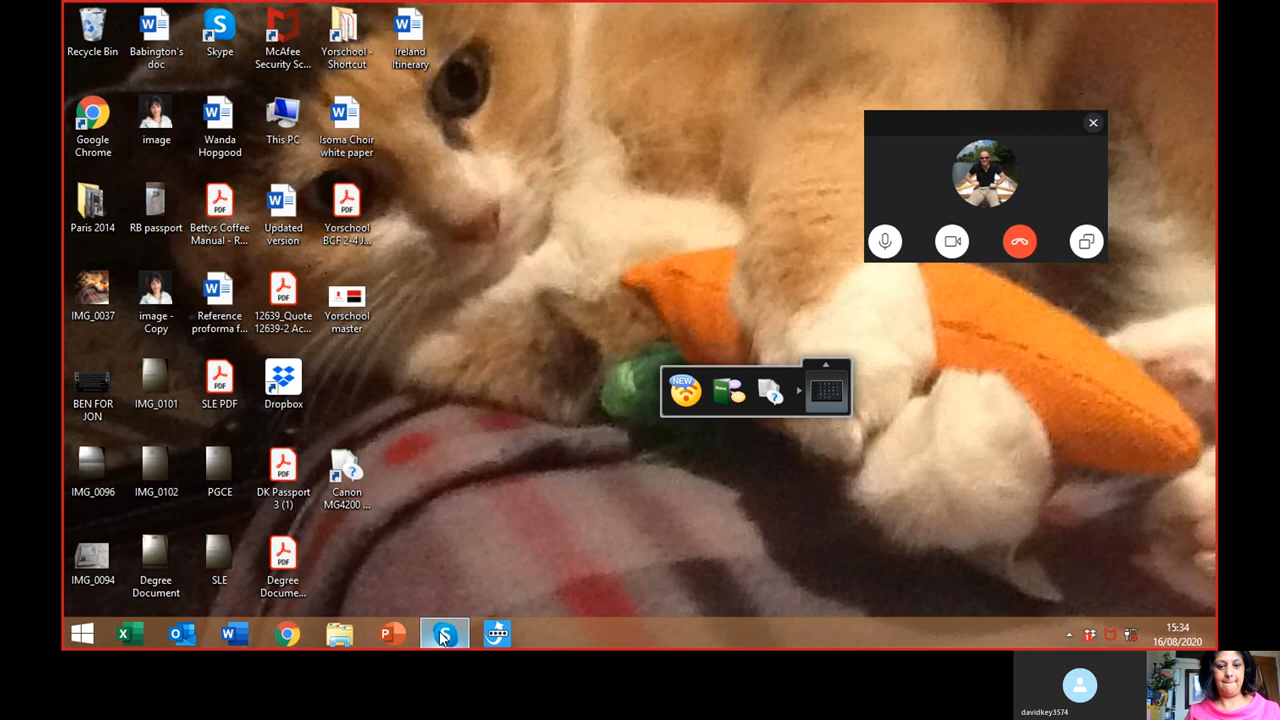 Recycle Bin
Babington's
doc
Skype
McAfee
Security Sc...
Yorschool -
Shortcut
Ireland
Itinerary
Google
Chrome
image
Wanda
Hopgood
This PC
Isoma Choir
white paper
Paris 2014
RB passport
Bettys Coffee
Manual - R...
Updated
version
Yorschool
BCF 2-4 J...
IMG_0037
image -
Copy
Reference
proforma f...
12639_Quote
12639-2 Ac...
Yorschool
master
BEN FOR
JON
IMG_0101
SLE PDF
Dropbox
NEW
IMG_0096
IMG_0102
PGCE
DK Passport
3 (1)
Canon
MG4200 ...
IMG_0094
Degree
Document
SLE
Degree
Docume...
15:34
16/08/2020
davidkey3574